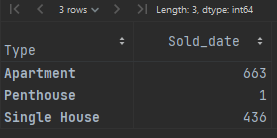 3 rows Length: 3, dtype: int64
Sold_date
Type
Apartment 663
Penthouse 1
Single House 436